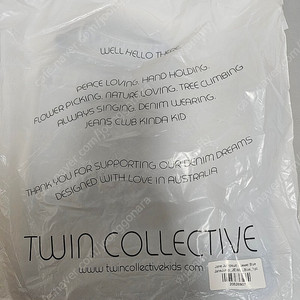 WELL HELLO THERE
PEACE LOVING. HAND HOLDING.
FLOWER PICKING. NATURE LOVING. TREE CLIMBING
ALWAYS SINGING. DENIM WEARING.
JEANS CLUB KINDA KID
THANK YOU FOR SUPPORTING OUR DENIM DREAMS
DESIGNED WITH LOVE IN AUSTRALIA
TWIN COLLECTIVE
www.twincollectivekids.com